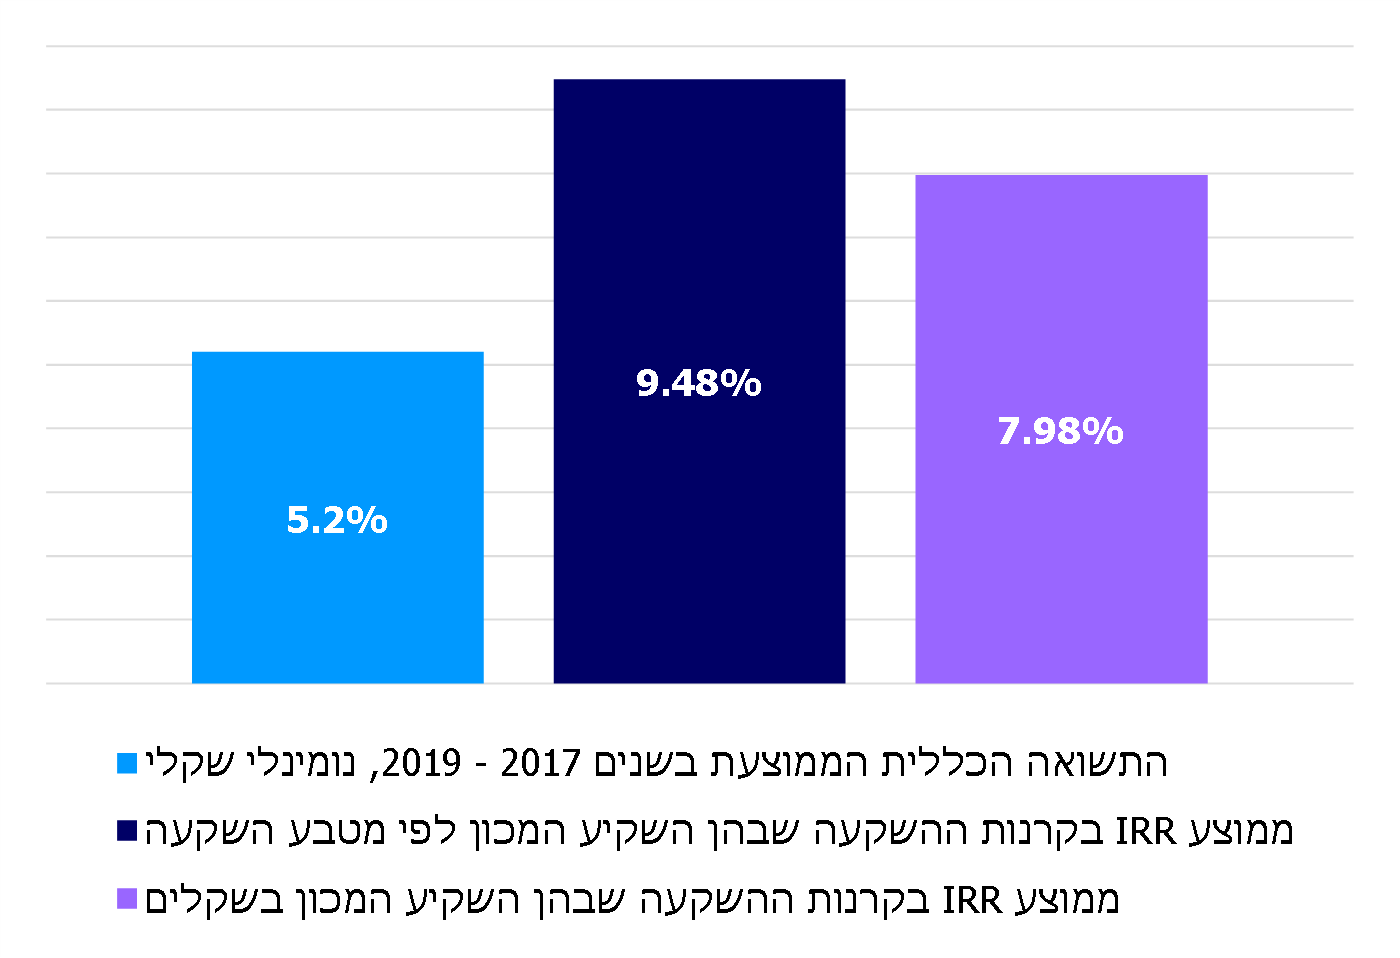 5.2%
9.48%
7.98%
התשואה הכללית הממוצעת בשנים 2017 - 2019, נומינלי שקלי
ממוצע IRR בקרנות ההשקעה שבהן השקיע המכון לפי מטבע השקעה
ממוצע IRR בקרנות ההשקעה שבהן השקיע המכון בשקלים